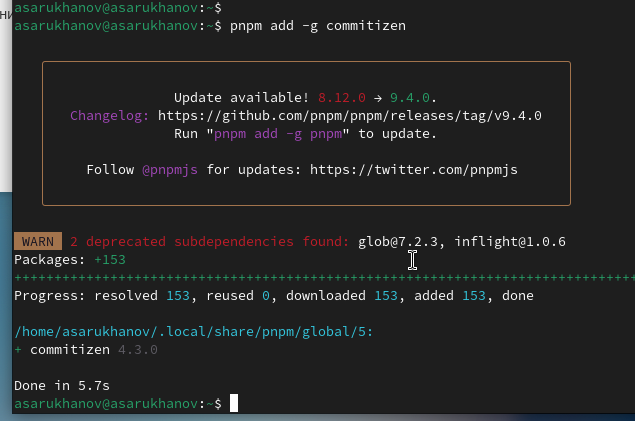 ни
asarukhanov@asarukhanov:~$
asarukhanov@asarukhanov:~$ pnpm add -g commitizen
Update available! 8.12.0 → 9.4.0.
Changelog: https://github.com/pnpm/pnpm/releases/tag/v9.4.0
Run "pnpm add -g pnpm" to update.
Follow @pnpmjs for updates: https://twitter.com/pnpmjs
WARN 2 deprecated subdependencies found: glob@7.2.3, inflight@1.0.6
Packages: +153
+++++++++++++++++++++++++++++++++++++++++++++++++++++++++++++++++++++
Progress: resolved 153, reused 0, downloaded 153, added 153, done
/home/asarukhanov/.local/share/pnpm/global/5:
+ commitizen 4.3.0
Done in 5.7s
asarukhanov@asarukhanov:~$